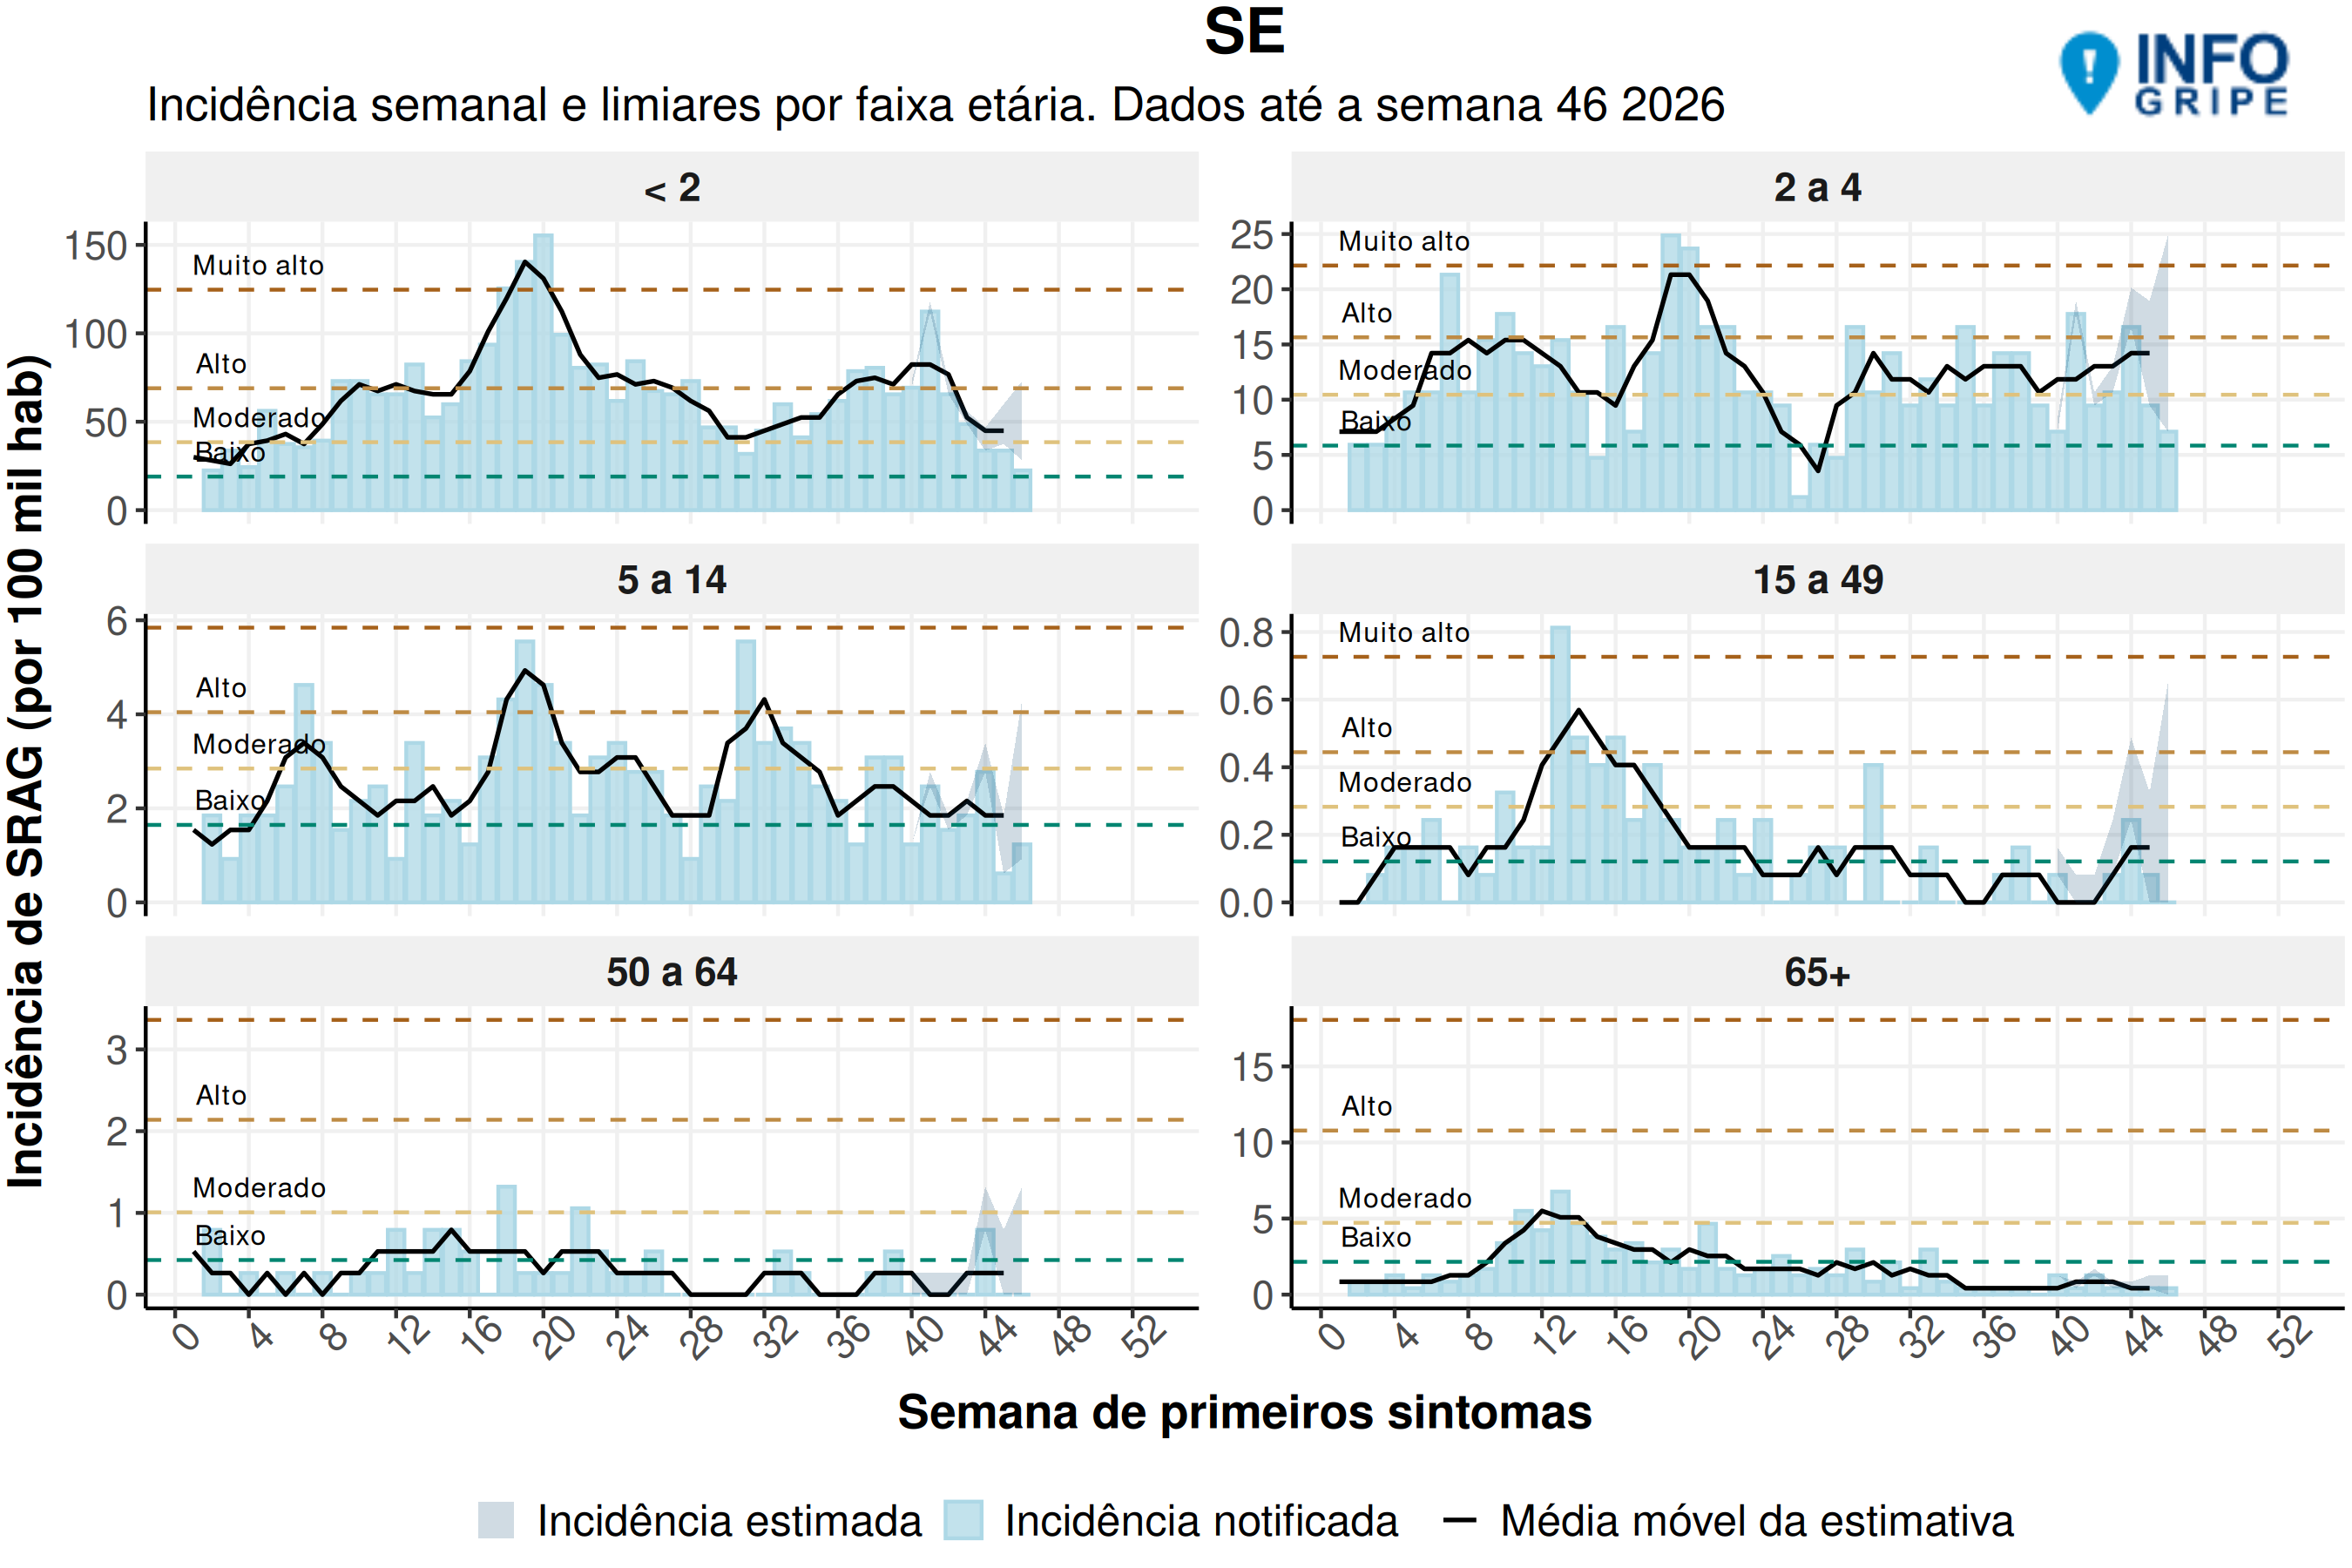 SE
INFO
GRIPE
Incidência semanal e limiares por faixa etária. Dados até a semana 46 2026
Incidência de SRAG (por 100 mil hab)
< 2
150
100
50
0
Muito alto
Alto
Moderado
Baixo
2 a 4
25
20
15
10
5
0
Muito alto
Alto
Moderado
Baixo
5 a 14
6
4
2
0
Alto
Moderado
Baixo
15 a 49
0.8
0.6
0.4
0.2
0.0
Muito alto
Alto
Moderado
Baixo
50 a 64
3
2
1
0
Alto
Moderado
Baixo
0 4 8 12 16 20 24 28 32 36 40 44 48 52
65+
15
10
5
0
Alto
Moderado
Baixo
0 4 8 12 16 20 24 28 32 36 40 44 48 52
Semana de primeiros sintomas
Incidência estimada Incidência notificada Média móvel da estimativa